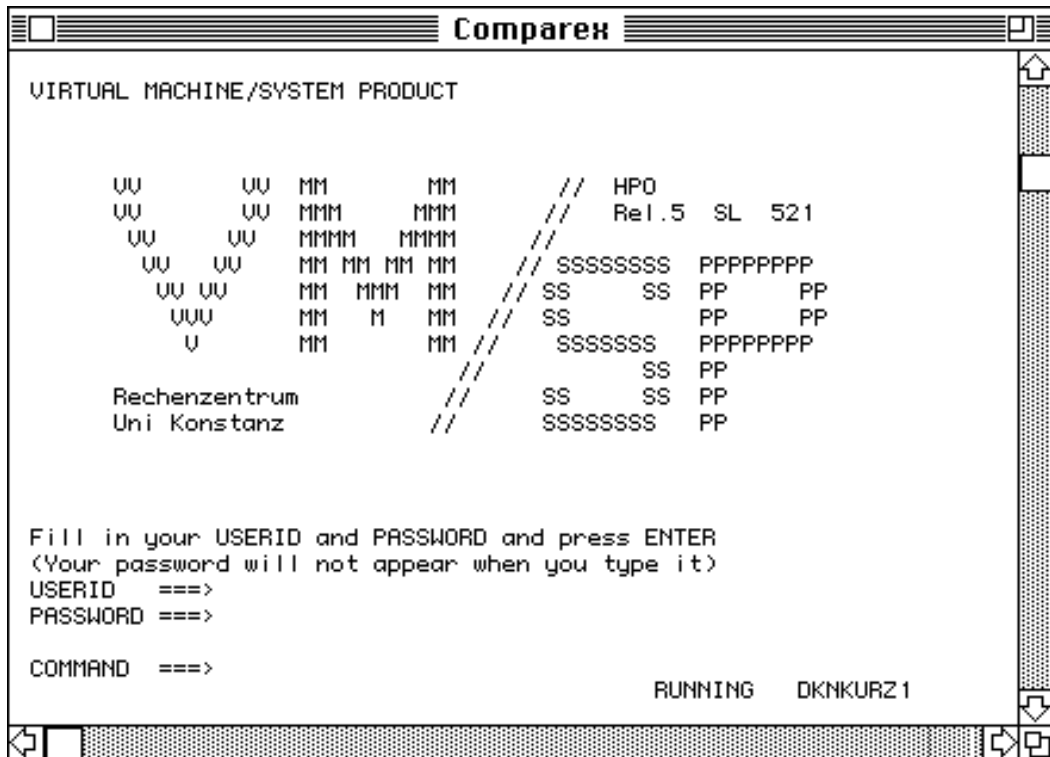 Comparex
VIRTUAL MACHINE/SYSTEM PRODUCT
VV       VV  MM       MM       //  HPO
VV       VV  MMM     MMM      //   Rel.5  SL  521
 VV     VV   MMMM   MMMM     //
  VV   VV    MM MM MM MM    // SSSSSSSS  PPPPPPPP
   VV VV     MM  MMM  MM   // SS     SS  PP     PP
    VVV      MM   M   MM  //  SS         PP     PP
     V       MM       MM //    SSSSSSS   PPPPPPPP
                        //          SS  PP
Rechenzentrum          //     SS     SS  PP
Uni Konstanz          //      SSSSSSSS   PP
Fill in your USERID and PASSWORD and press ENTER
(Your password will not appear when you type it)
USERID   ===>
PASSWORD ===>
COMMAND  ===>
RUNNING   DKNKURZ1